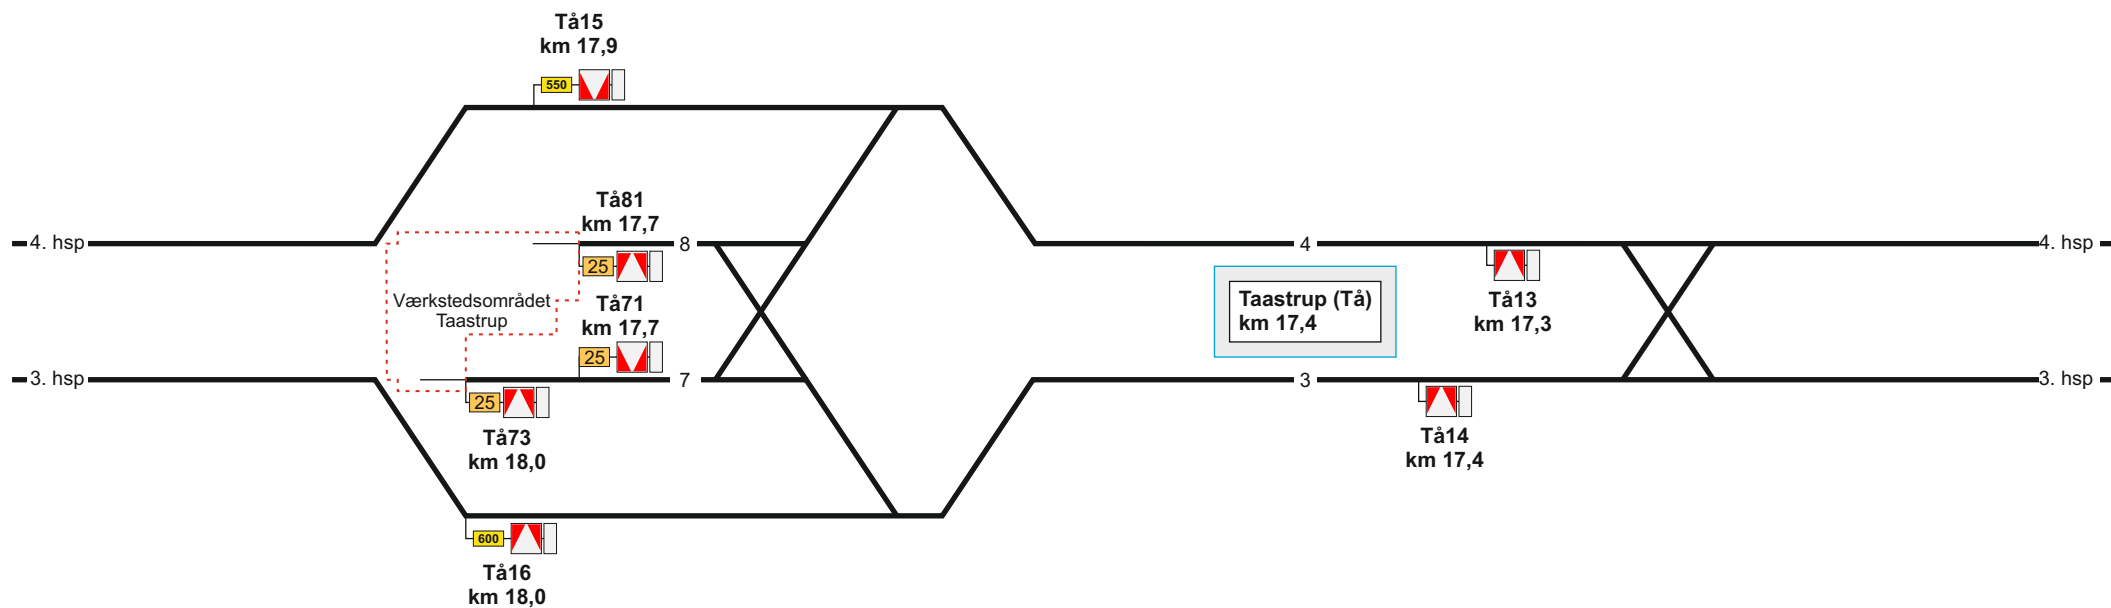 Tå15
km 17,9
550
Tå81
km 17,7
4. hsp
8
4
4. hsp
25
Værkstedsområdet
Taastrup
Tå71
km 17,7
Taastrup (Tå)
km 17,4
Tå13
km 17,3
25
3. hsp
7
3
3. hsp
25
Tå73
km 18,0
Tå14
km 17,4
600
Tå16
km 18,0